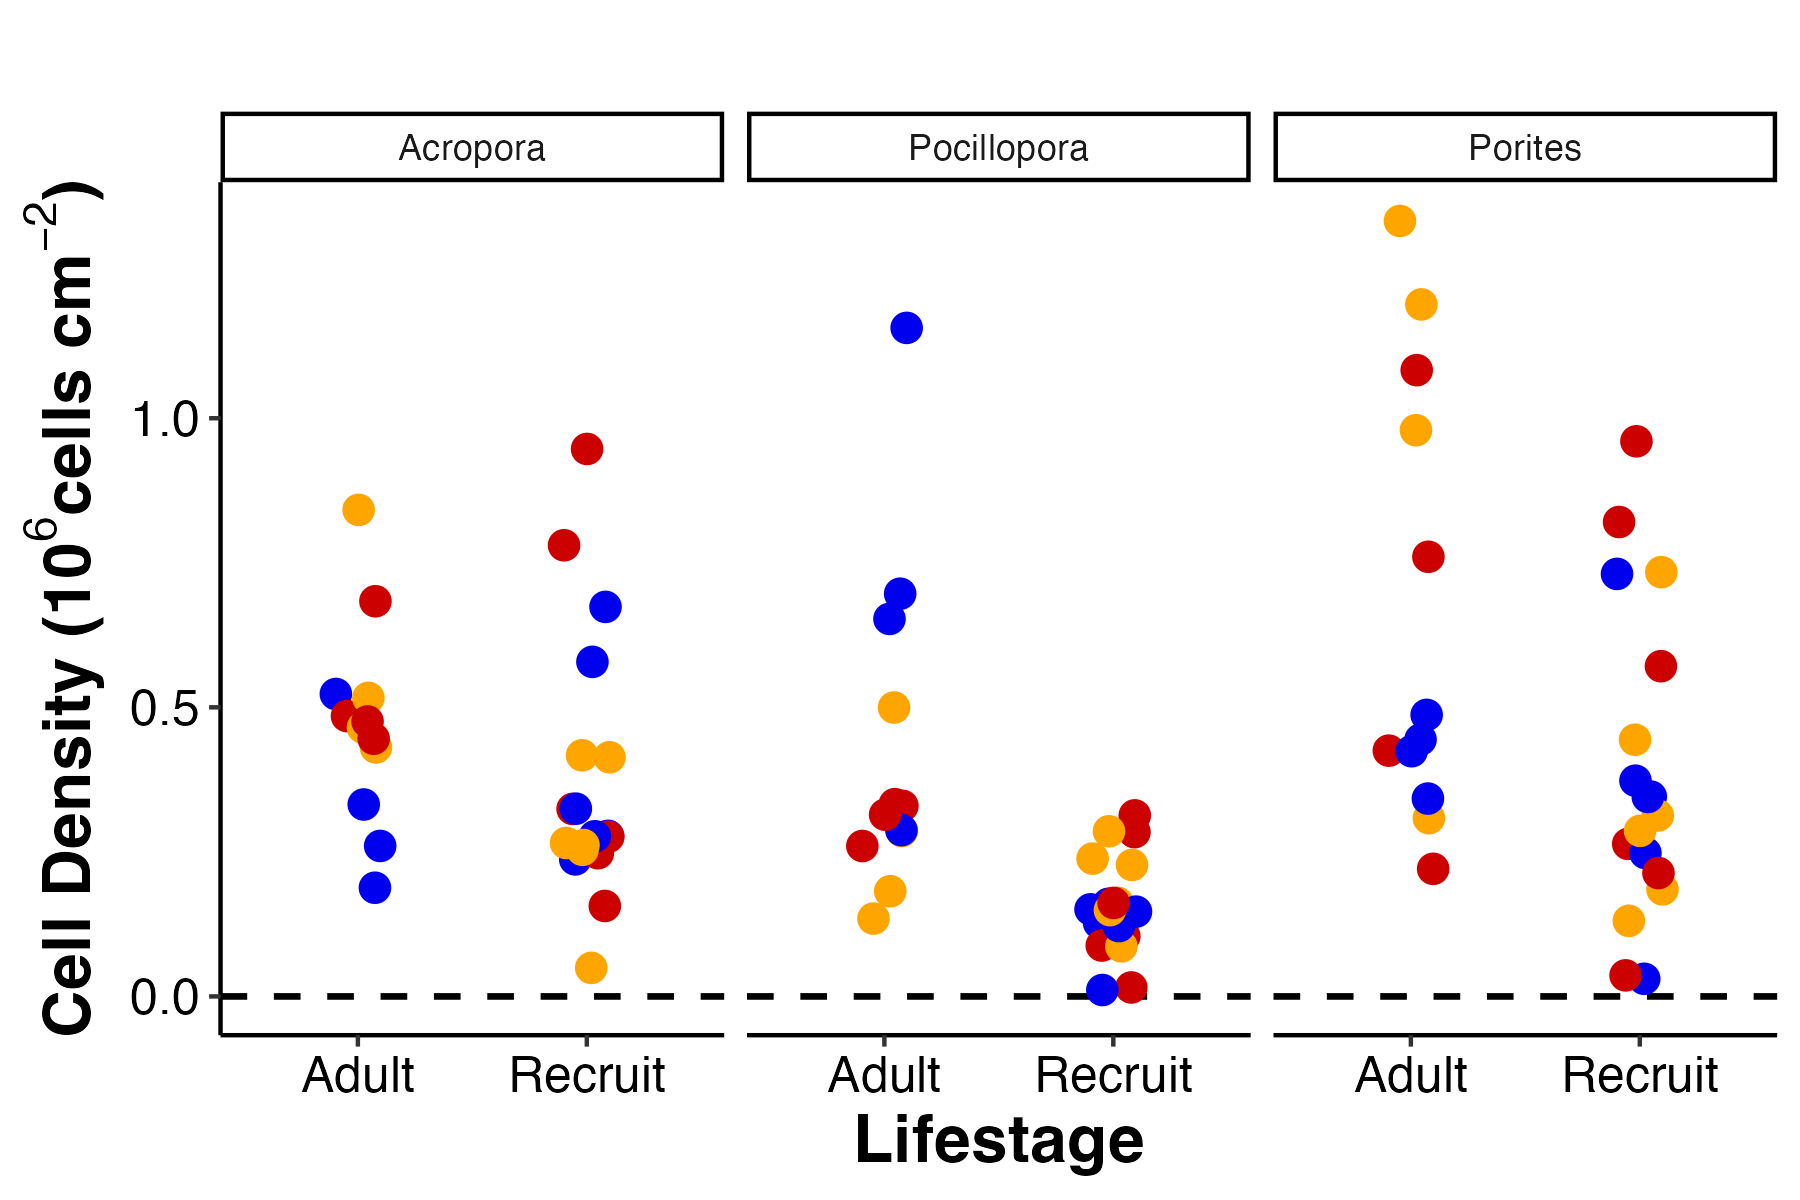 Acropora
Pocillopora
Porites
Cell Density (10⁶cells cm⁻²)
1.0
0.5
0.0
Adult Recruit
Adult Recruit
Adult Recruit
Lifestage